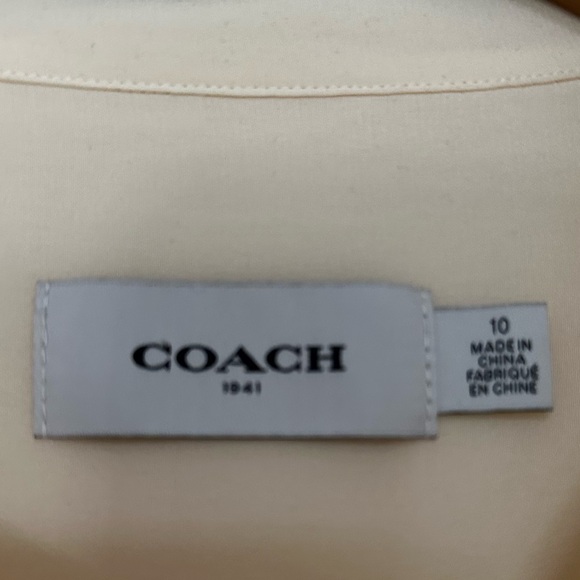 COACH
1941
10
MADE IN
CHINA
FABRIQUÉ
EN CHINE